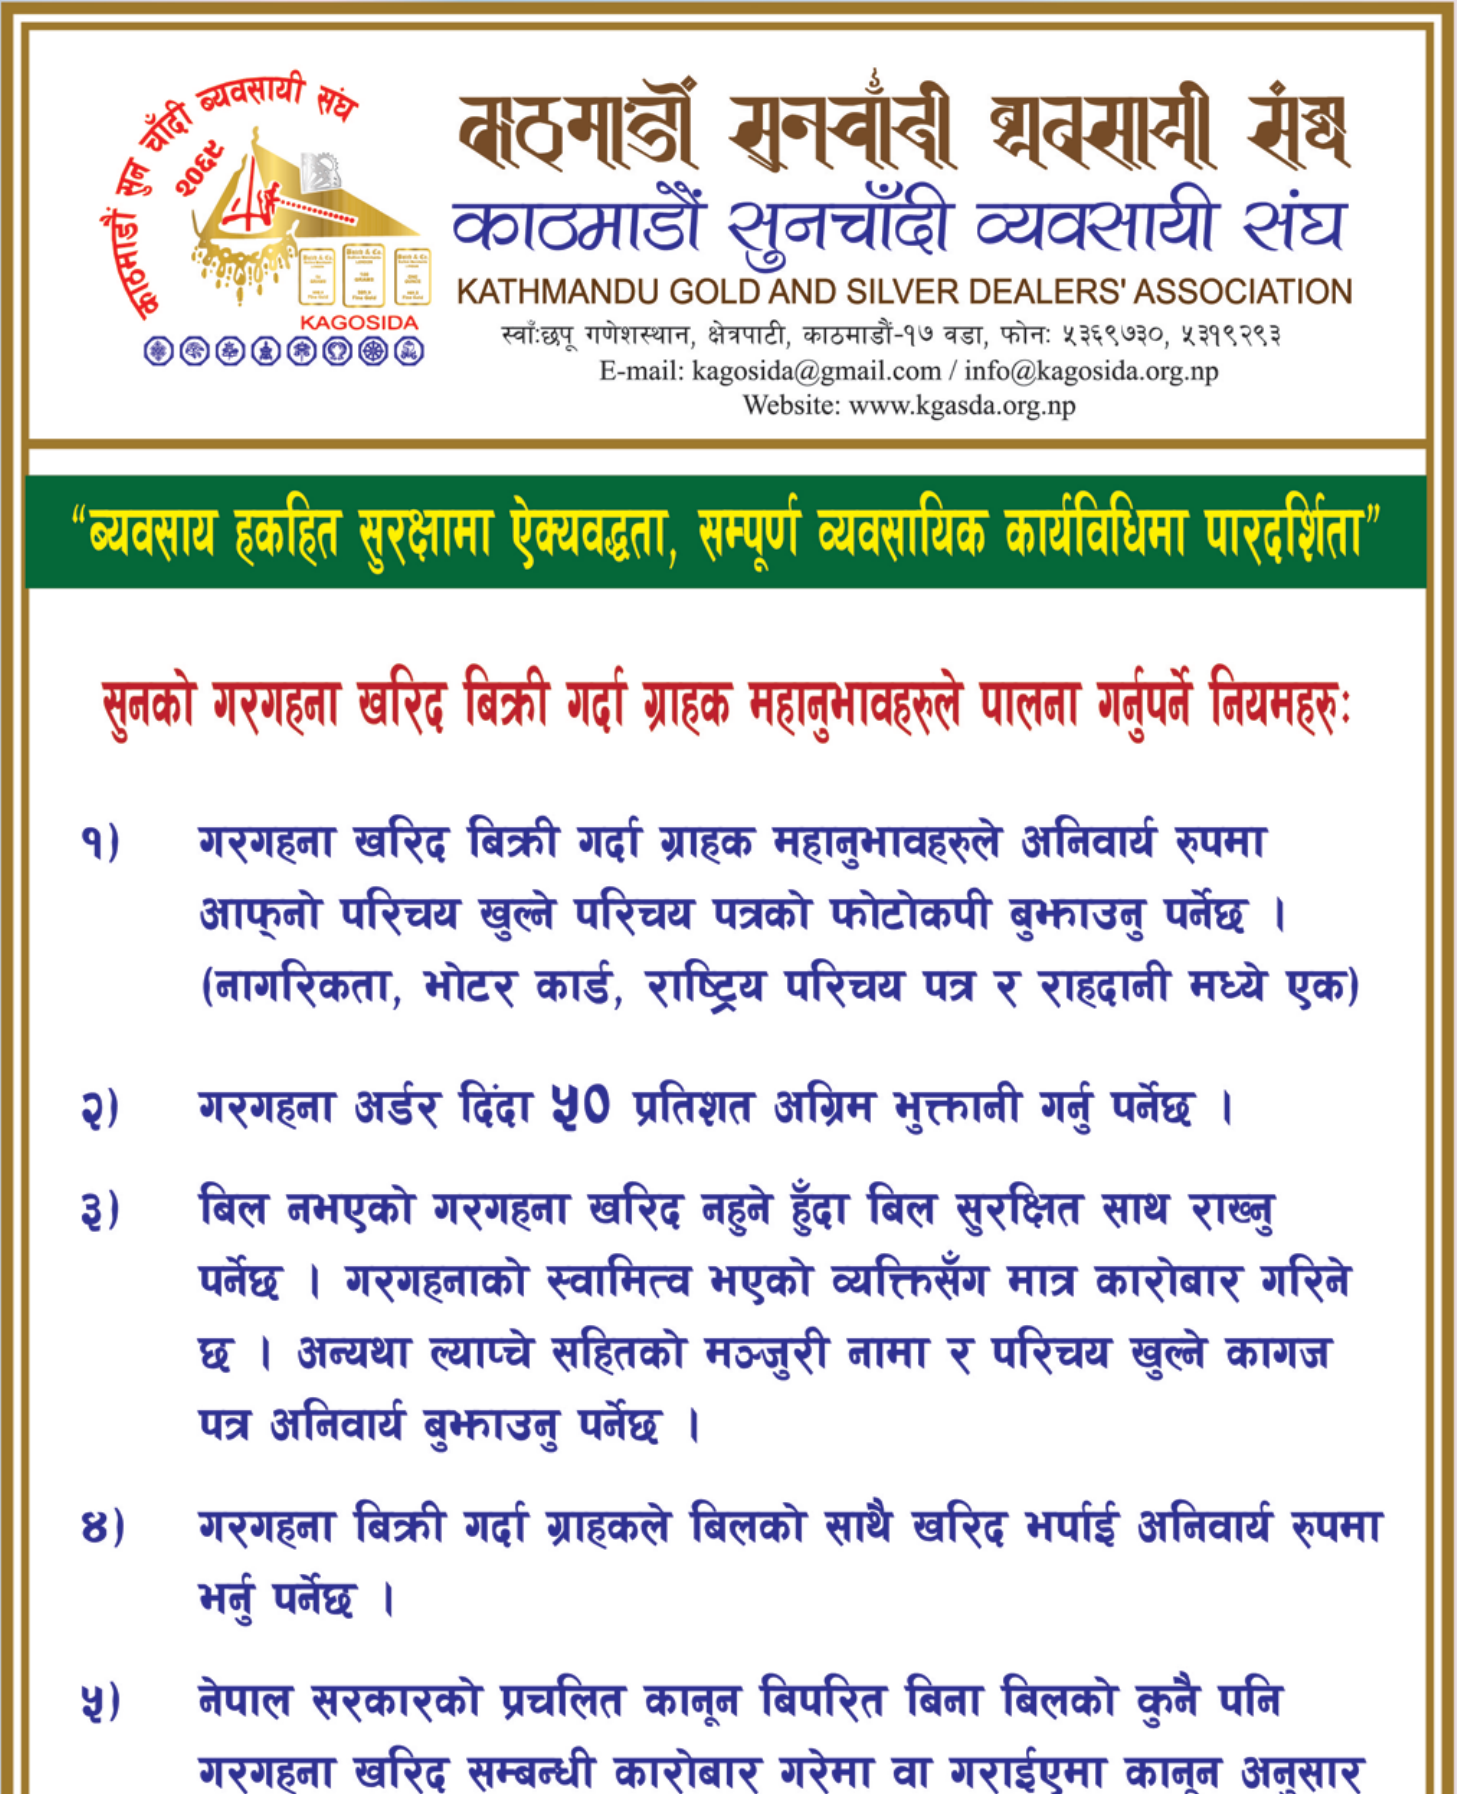 काठमाडौं सुन चाँदी ब्यवसायी संघ
२०६९
KAGOSIDA
काठमाडौं सुनचाँदी व्यवसायी संघ
KATHMANDU GOLD AND SILVER DEALERS' ASSOCIATION
स्वाँःछपू गणेशस्थान, क्षेत्रपाटी, काठमाडौं-१७ वडा, फोनः ५३६९७३०, ५३१९२९३
E-mail: kagosida@gmail.com / info@kagosida.org.np
Website: www.kgasda.org.np
“ब्यवसाय हकहित सुरक्षामा ऐक्यवद्धता, सम्पूर्ण व्यवसायिक कार्यविधिमा पारदर्शिता”
सुनको गरगहना खरिद बिक्री गर्दा ग्राहक महानुभावहरुले पालना गर्नुपर्ने नियमहरुः
१) गरगहना खरिद बिक्री गर्दा ग्राहक महानुभावहरुले अनिवार्य रुपमा
आफ्‌नो परिचय खुल्ने परिचय पत्रको फोटोकपी बुझाउनु पर्नेछ ।
(नागरिकता, भोटर कार्ड, राष्ट्रिय परिचय पत्र र राहदानी मध्ये एक)
२) गरगहना अर्डर दिंदा ५० प्रतिशत अग्रिम भुक्तानी गर्नु पर्नेछ ।
३) बिल नभएको गरगहना खरिद नहुने हुँदा बिल सुरक्षित साथ राख्नु
पर्नेछ । गरगहनाको स्वामित्व भएको व्यक्तिसँग मात्र कारोबार गरिने
छ । अन्यथा ल्याप्चे सहितको मञ्जुरी नामा र परिचय खुल्ने कागज
पत्र अनिवार्य बुझाउनु पर्नेछ ।
४) गरगहना बिक्री गर्दा ग्राहकले बिलको साथै खरिद भर्पाई अनिवार्य रुपमा
भर्नु पर्नेछ ।
५) नेपाल सरकारको प्रचलित कानून बिपरित बिना बिलको कुनै पनि
गरगहना खरिद सम्बन्धी कारोबार गरेमा वा गराईएमा कानून अनुसार